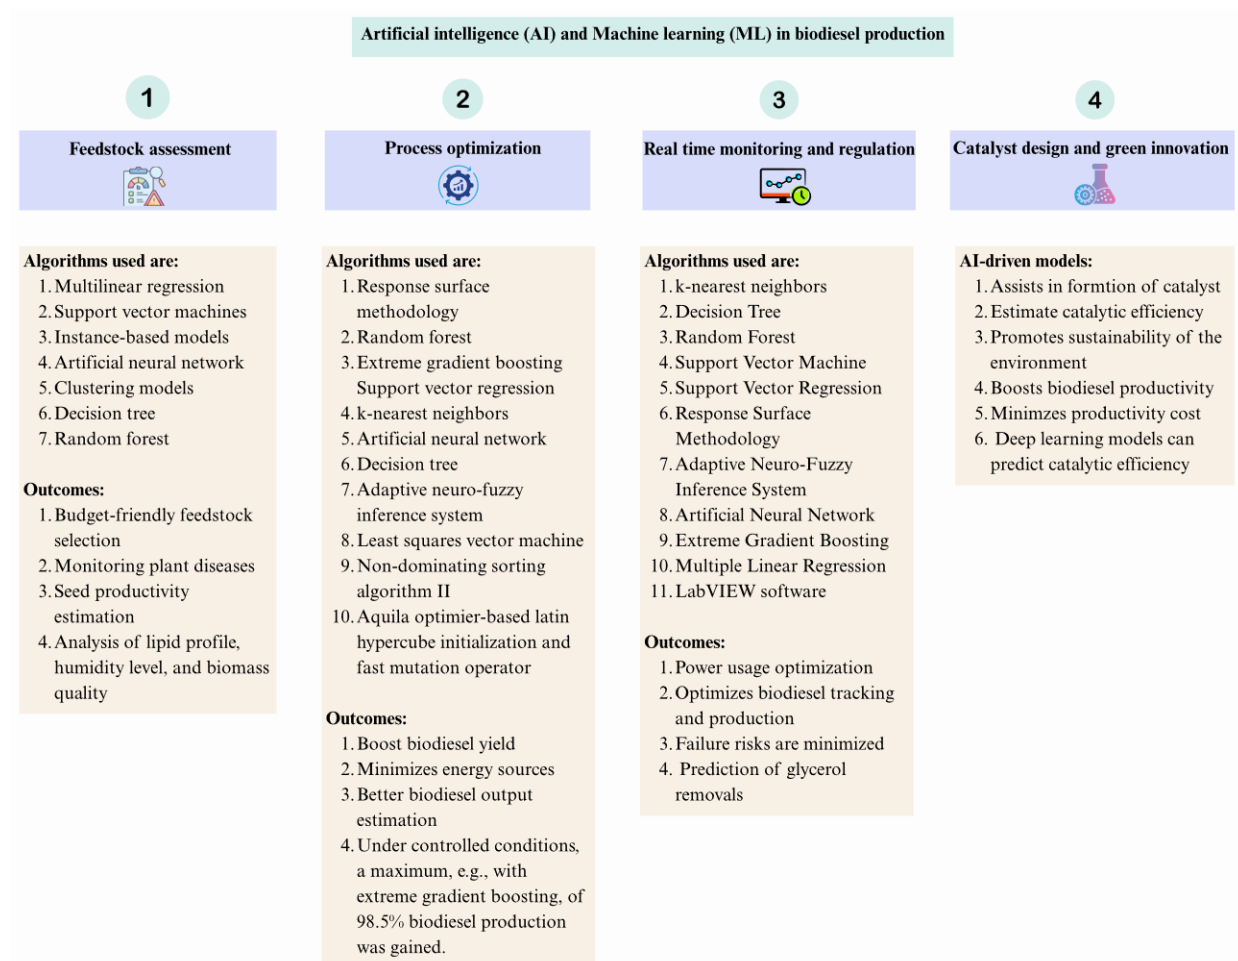 Artificial intelligence (AI) and Machine learning (ML) in biodiesel production
1
Feedstock assessment
Algorithms used are:
1. Multilinear regression
2. Support vector machines
3. Instance-based models
4. Artificial neural network
5. Clustering models
6. Decision tree
7. Random forest
Outcomes:
1. Budget-friendly feedstock
selection
2. Monitoring plant diseases
3. Seed productivity
estimation
4. Analysis of lipid profile,
humidity level, and biomass
quality
2
Process optimization
Algorithms used are:
1. Response surface
methodology
2. Random forest
3. Extreme gradient boosting
Support vector regression
4. k-nearest neighbors
5. Artificial neural network
6. Decision tree
7. Adaptive neuro-fuzzy
inference system
8. Least squares vector machine
9. Non-dominating sorting
algorithm II
10. Aquila optimier-based latin
hypercube initialization and
fast mutation operator
Outcomes:
1. Boost biodiesel yield
2. Minimizes energy sources
3. Better biodiesel output
estimation
4. Under controlled conditions,
a maximum, e.g., with
extreme gradient boosting, of
98.5% biodiesel production
was gained.
3
Real time monitoring and regulation
Algorithms used are:
1. k-nearest neighbors
2. Decision Tree
3. Random Forest
4. Support Vector Machine
5. Support Vector Regression
6. Response Surface
Methodology
7. Adaptive Neuro-Fuzzy
Inference System
8. Artificial Neural Network
9. Extreme Gradient Boosting
10. Multiple Linear Regression
11. LabVIEW software
Outcomes:
1. Power usage optimization
2. Optimizes biodiesel tracking
and production
3. Failure risks are minimized
4. Prediction of glycerol
removals
4
Catalyst design and green innovation
AI-driven models:
1. Assists in formtion of catalyst
2. Estimate catalytic efficiency
3. Promotes sustainability of the
environment
4. Boosts biodiesel productivity
5. Minimzes productivity cost
6. Deep learning models can
predict catalytic efficiency